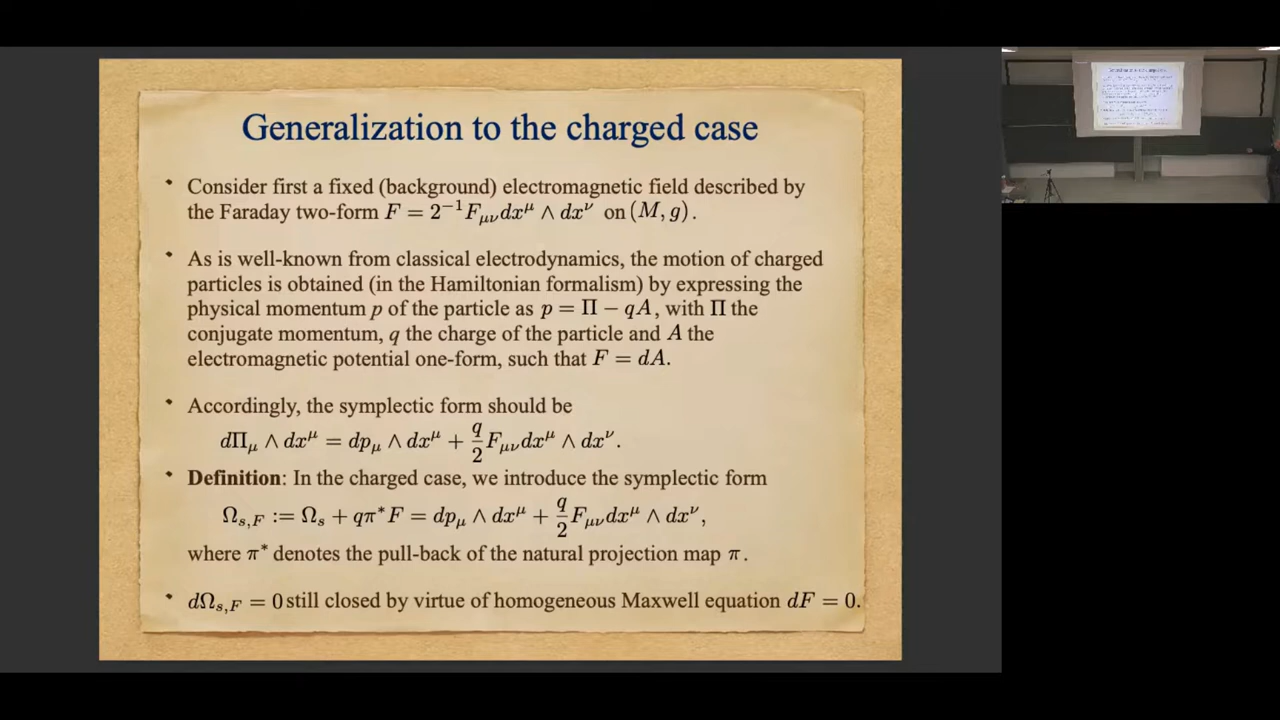 Generalization to the charged case
• Consider first a fixed (background) electromagnetic field described by
the Faraday two-form F = 2⁻¹F_{μν}dx^μ ∧ dx^ν on (M, g).
• As is well-known from classical electrodynamics, the motion of charged
particles is obtained (in the Hamiltonian formalism) by expressing the
physical momentum p of the particle as p = Π − qA, with Π the
conjugate momentum, q the charge of the particle and A the
electromagnetic potential one-form, such that F = dA.
• Accordingly, the symplectic form should be
dΠ_μ ∧ dx^μ = dp_μ ∧ dx^μ + q/2 F_{μν}dx^μ ∧ dx^ν.
• Definition: In the charged case, we introduce the symplectic form
Ω_{s,F} := Ω_s + qπ*F = dp_μ ∧ dx^μ + q/2 F_{μν}dx^μ ∧ dx^ν,
where π* denotes the pull-back of the natural projection map π.
• dΩ_{s,F} = 0 still closed by virtue of homogeneous Maxwell equation dF = 0.